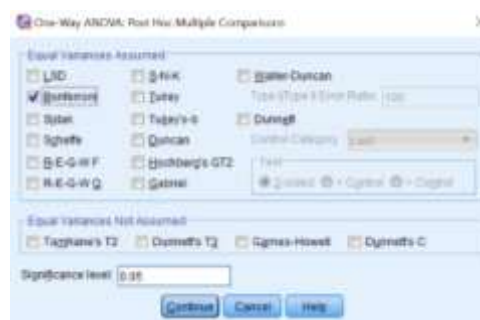 One-Way ANOVA: Post Hoc Multiple Comparisons
Equal Variances Assumed
LSD S-N-K Waller-Duncan
Bonferroni Tukey Type I/Type II Error Ratio: 100
Sidak Tukey's-b Dunnett
Scheffe Duncan Control Category: Last
R-E-G-W F Hochberg's GT2 Test
R-E-G-W Q Gabriel 2-sided < Control > Control
Equal Variances Not Assumed
Tamhane's T2 Dunnett's T3 Games-Howell Dunnett's C
Significance level: 0.05
Continue Cancel Help